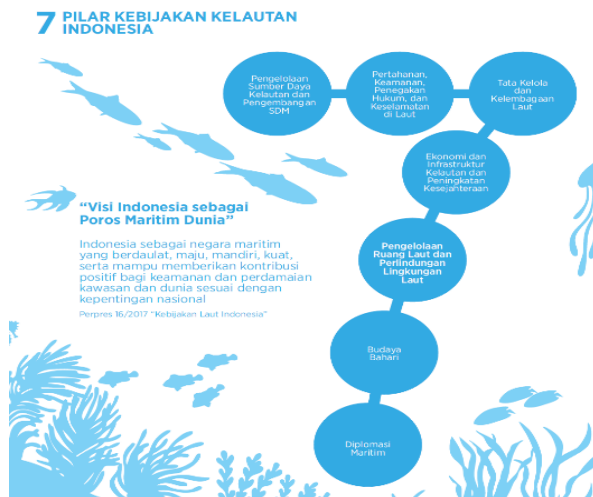 7 PILAR KEBIJAKAN KELAUTAN
INDONESIA
Pengelolaan
Sumber Daya
Kelautan dan
Pengembangan
SDM
Pertahanan,
Keamanan,
Penegakan
Hukum, dan
Keselamatan
di Laut
Tata Kelola
dan
Kelembagaan
Laut
Ekonomi dan
Infrastruktur
Kelautan dan
Peningkatan
Kesejahteraan
"Visi Indonesia sebagai
Poros Maritim Dunia"
Indonesia sebagai negara maritim
yang berdaulat, maju, mandiri, kuat,
serta mampu memberikan kontribusi
positif bagi keamanan dan perdamaian
kawasan dan dunia sesuai dengan
kepentingan nasional
Perpres 16/2017 "Kebijakan Laut Indonesia"
Pengelolaan
Ruang Laut dan
Perlindungan
Lingkungan
Laut
Budaya
Bahari
Diplomasi
Maritim